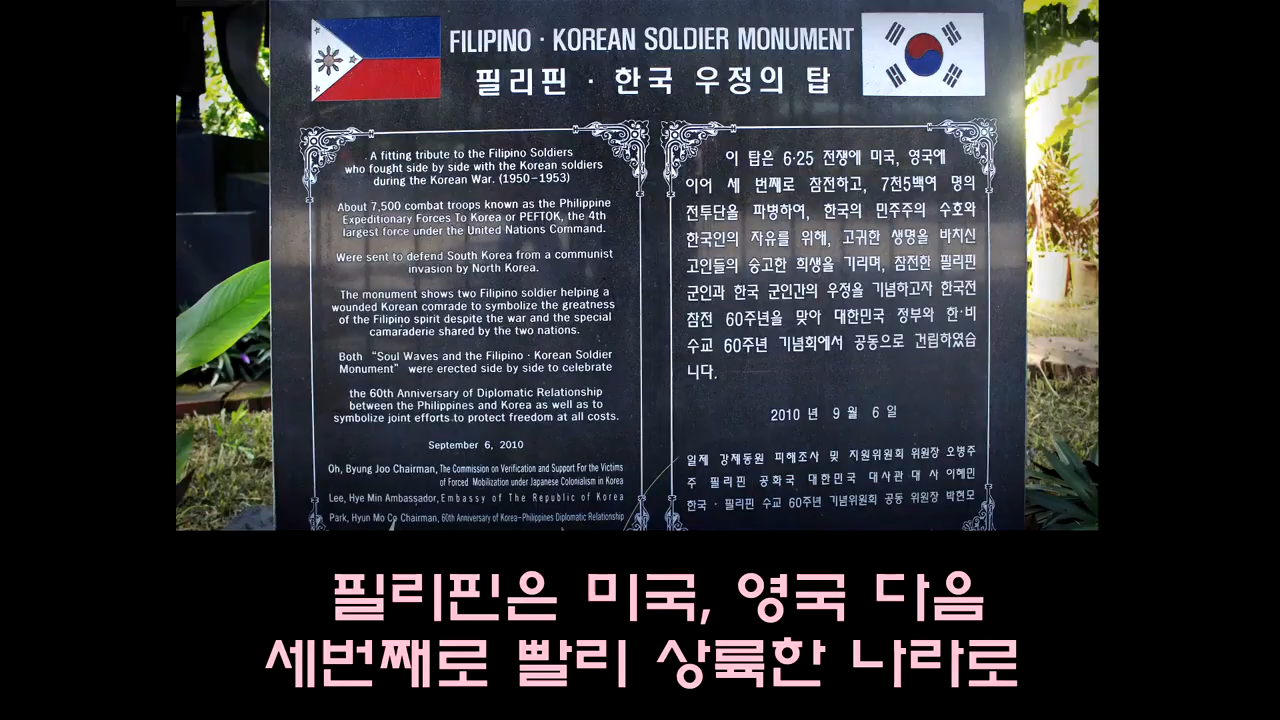 FILIPINO · KOREAN SOLDIER MONUMENT
필리핀 · 한국 우정의 탑
A fitting tribute to the Filipino Soldiers
who fought side by side with the Korean soldiers
during the Korean War. (1950-1953)
About 7,500 combat troops known as the Philippine
Expeditionary Forces To Korea or PEFTOK, the 4th
largest force under the United Nations Command.
Were sent to defend South Korea from a communist
invasion by North Korea.
The monument shows two Filipino soldier helping a
wounded Korean comrade to symbolize the greatness
of the Filipino spirit despite the war and the special
camaraderie shared by the two nations.
Both “Soul Waves and the Filipino · Korean Soldier
Monument” were erected side by side to celebrate
the 60th Anniversary of Diplomatic Relationship
between the Philippines and Korea as well as to
symbolize joint efforts to protect freedom at all costs.
September 6, 2010
Oh, Byung Joo Chairman, The Commission on Verification and Support For the Victims
of Forced Mobilization under Japanese Colonialism in Korea
Lee, Hye Min Ambassador, Embassy of The Republic of Korea
Park, Hyun Mo Co Chairman, 60th Anniversary of Korea-Philippines Diplomatic Relationship
이 탑은 6·25 전쟁에 미국, 영국에
이어 세 번째로 참전하고, 7천5백여 명의
전투단을 파병하여, 한국의 민주주의 수호와
한국인의 자유를 위해, 고귀한 생명을 바치신
고인들의 숭고한 희생을 기리며, 참전한 필리핀
군인과 한국 군인간의 우정을 기념하고자 한국전
참전 60주년을 맞아 대한민국 정부와 한·비
수교 60주년 기념회에서 공동으로 건립하였습
니다.
2010 년 9 월 6 일
일제 강제동원 피해조사 및 지원위원회 위원장 오병주
주 필리핀 공화국 대한민국 대사관 대 사 이혜민
한국 · 필리핀 수교 60주년 기념위원회 공동 위원장 박현모
필리핀은 미국, 영국 다음
세번째로 빨리 상륙한 나라로